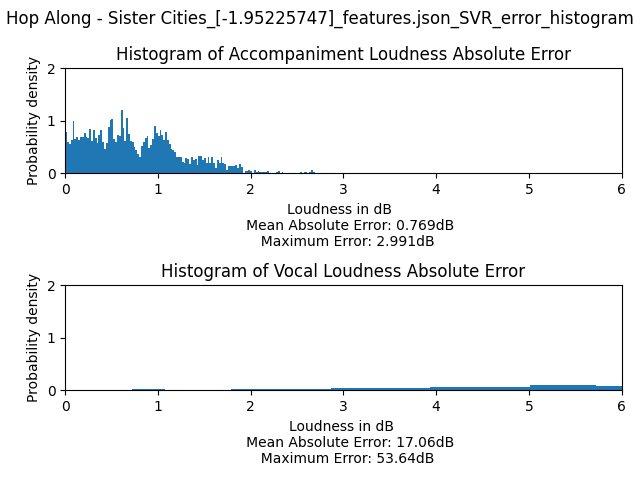 Hop Along - Sister Cities_[-1.95225747]_features.json_SVR_error_histogram
Histogram of Accompaniment Loudness Absolute Error
Probability density
2
1
0
0 1 2 3 4 5 6
Loudness in dB
Mean Absolute Error: 0.769dB
Maximum Error: 2.991dB
Histogram of Vocal Loudness Absolute Error
Probability density
2
1
0
0 1 2 3 4 5 6
Loudness in dB
Mean Absolute Error: 17.06dB
Maximum Error: 53.64dB